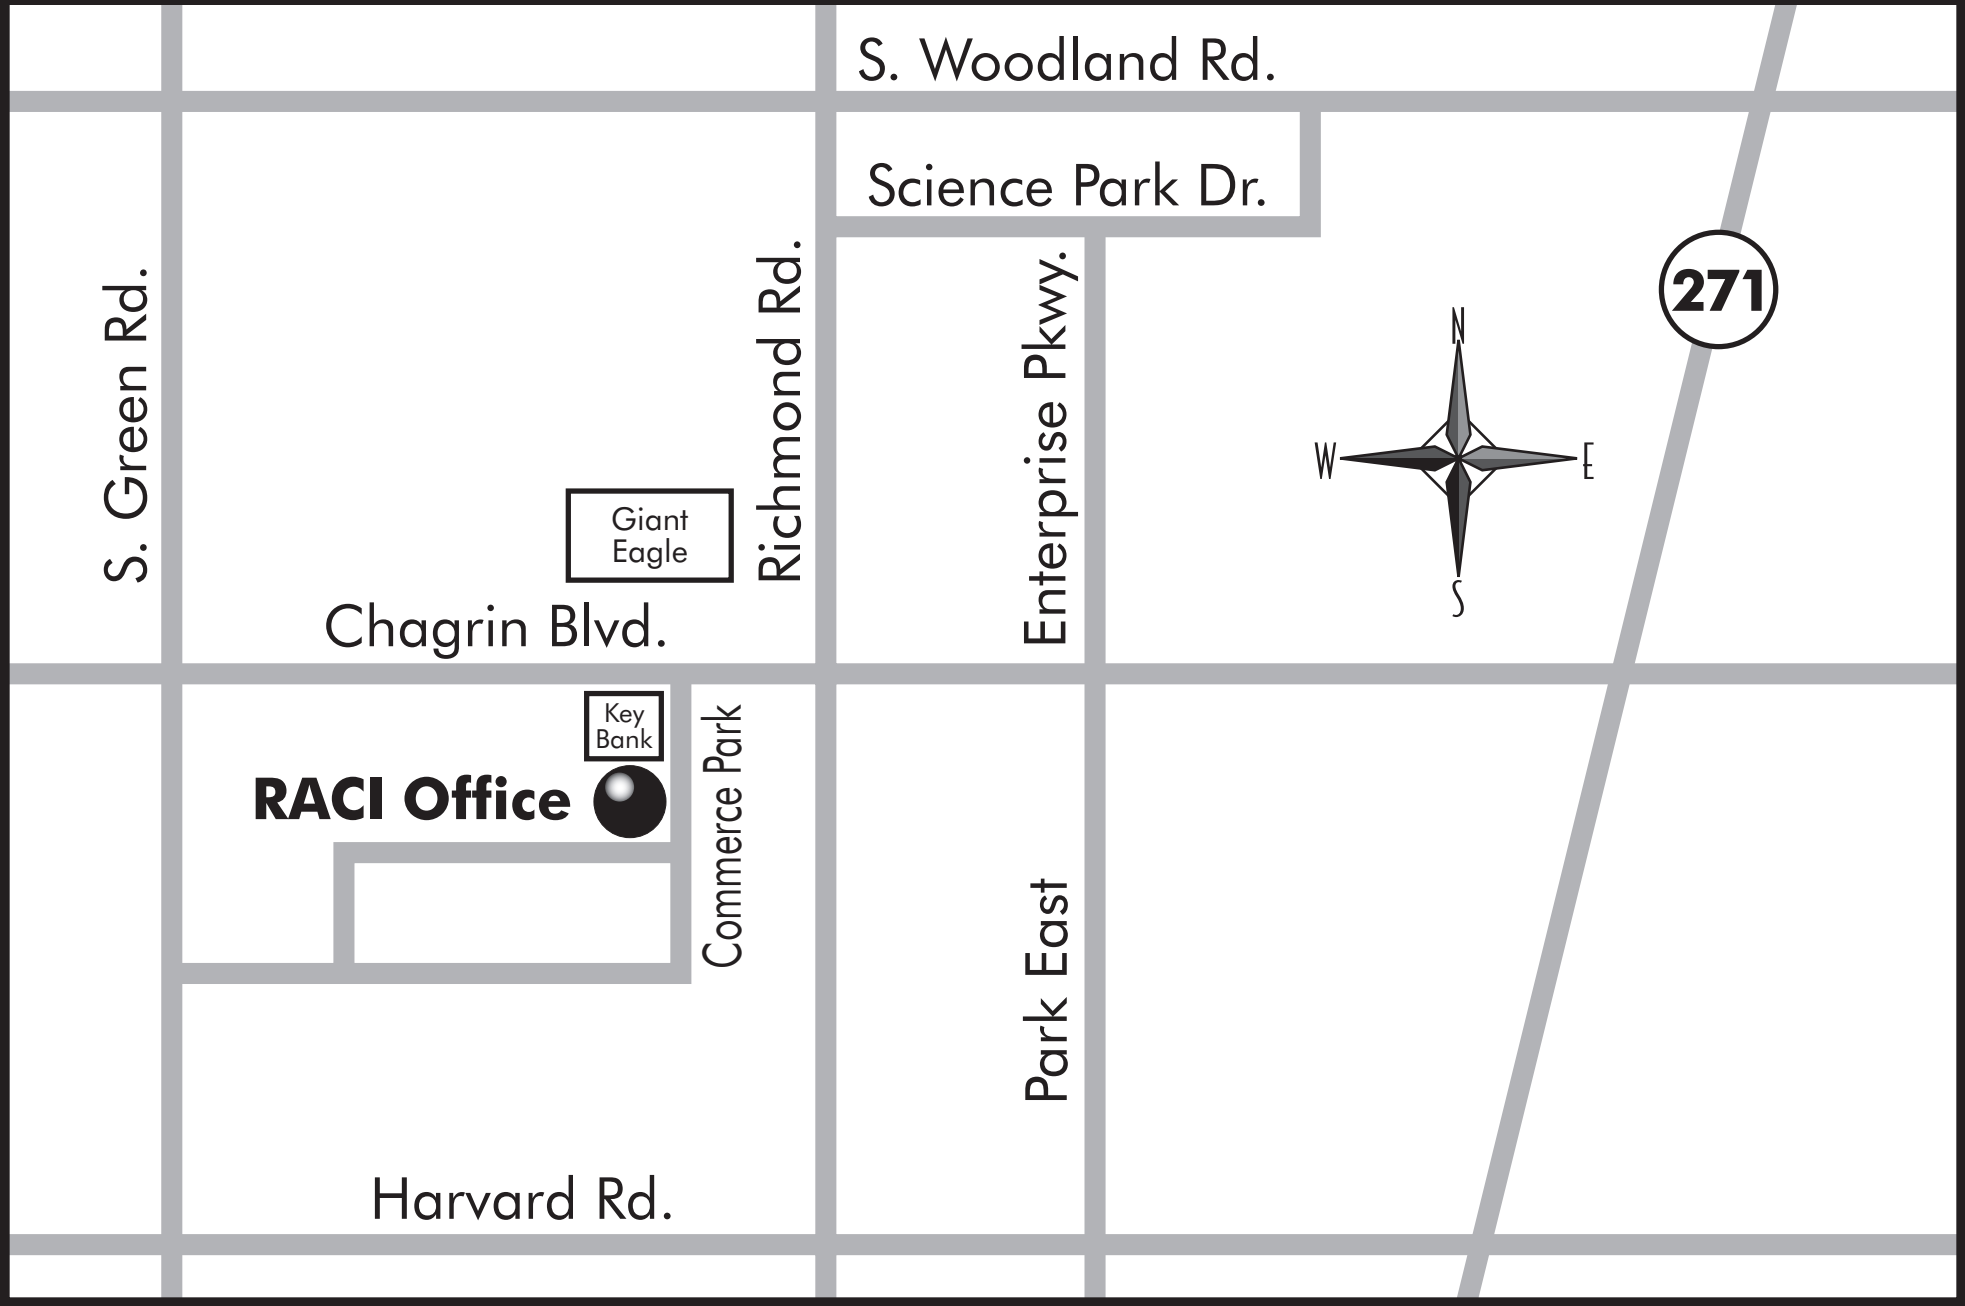 S. Woodland Rd.
Science Park Dr.
S. Green Rd.
Richmond Rd.
Enterprise Pkwy.
271
N
W
E
S
Giant
Eagle
Chagrin Blvd.
Key
Bank
Commerce Park
RACI Office
Park East
Harvard Rd.